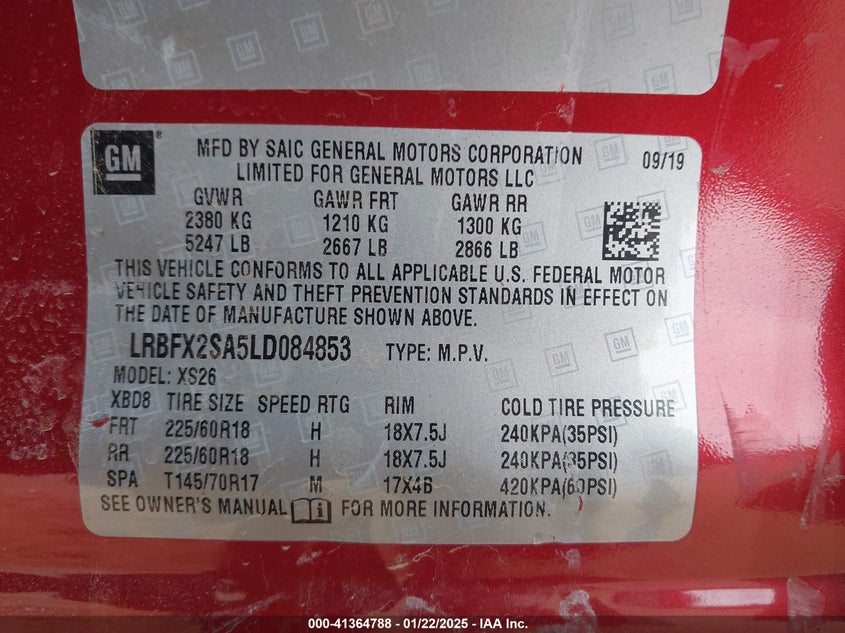 GM ®
MFD BY SAIC GENERAL MOTORS CORPORATION 09/19
LIMITED FOR GENERAL MOTORS LLC
GVWR GAWR FRT GAWR RR
2380 KG 1210 KG 1300 KG
5247 LB 2667 LB 2866 LB
THIS VEHICLE CONFORMS TO ALL APPLICABLE U.S. FEDERAL MOTOR
VEHICLE SAFETY AND THEFT PREVENTION STANDARDS IN EFFECT ON
THE DATE OF MANUFACTURE SHOWN ABOVE.
LRBFX2SA5LD084853 TYPE: M.P.V.
MODEL: XS26
XBD8 TIRE SIZE SPEED RTG RIM COLD TIRE PRESSURE
FRT 225/60R18 H 18X7.5J 240KPA(35PSI)
RR 225/60R18 H 18X7.5J 240KPA(35PSI)
SPA T145/70R17 M 17X4B 420KPA(60PSI)
SEE OWNER'S MANUAL i FOR MORE INFORMATION.
000-41364788 - 01/22/2025 - IAA Inc.